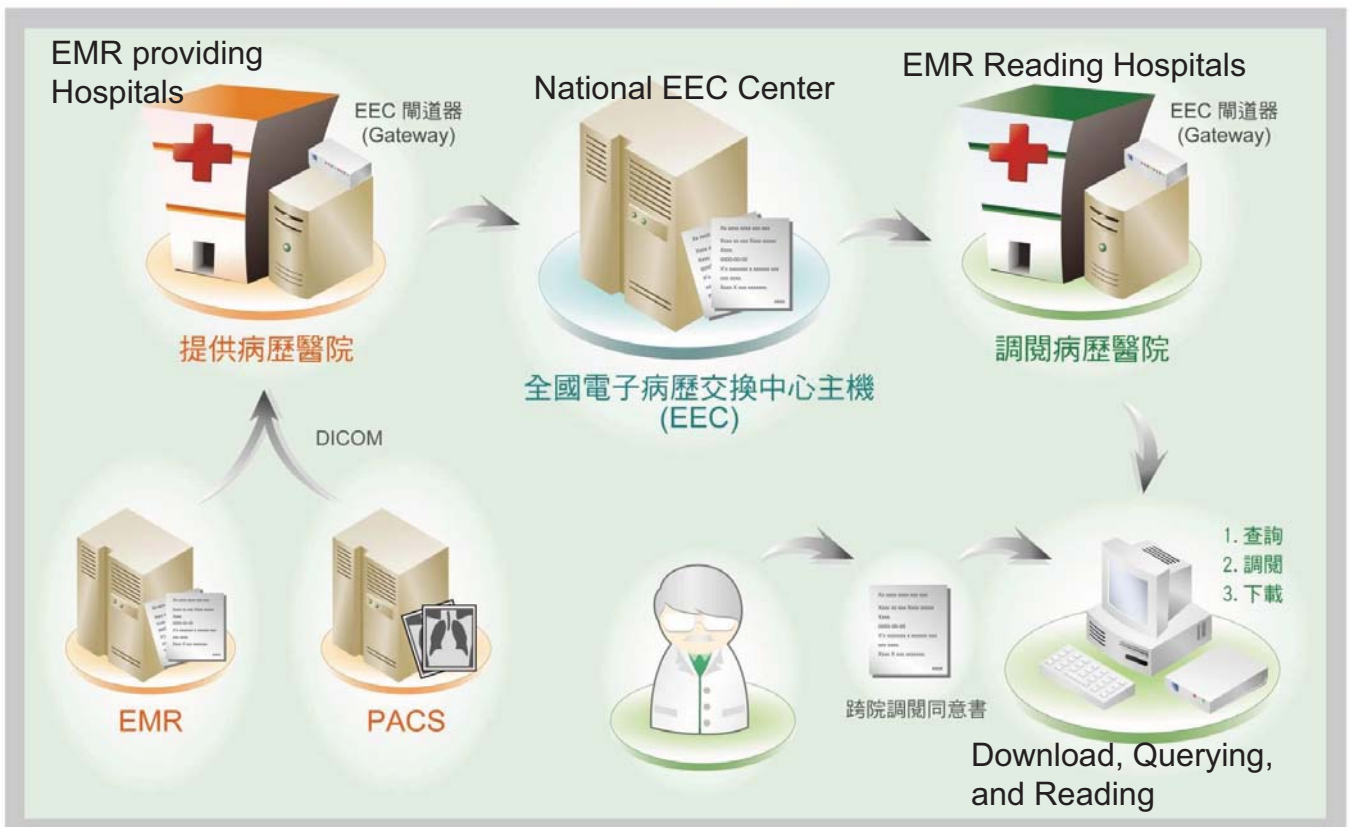 EMR providing
Hospitals
EEC 閘道器
(Gateway)
National EEC Center
EMR Reading Hospitals
EEC 閘道器
(Gateway)
提供病歷醫院
全國電子病歷交換中心主機
(EEC)
調閱病歷醫院
DICOM
EMR
PACS
跨院調閱同意書
1. 查詢
2. 調閱
3. 下載
Download, Querying,
and Reading